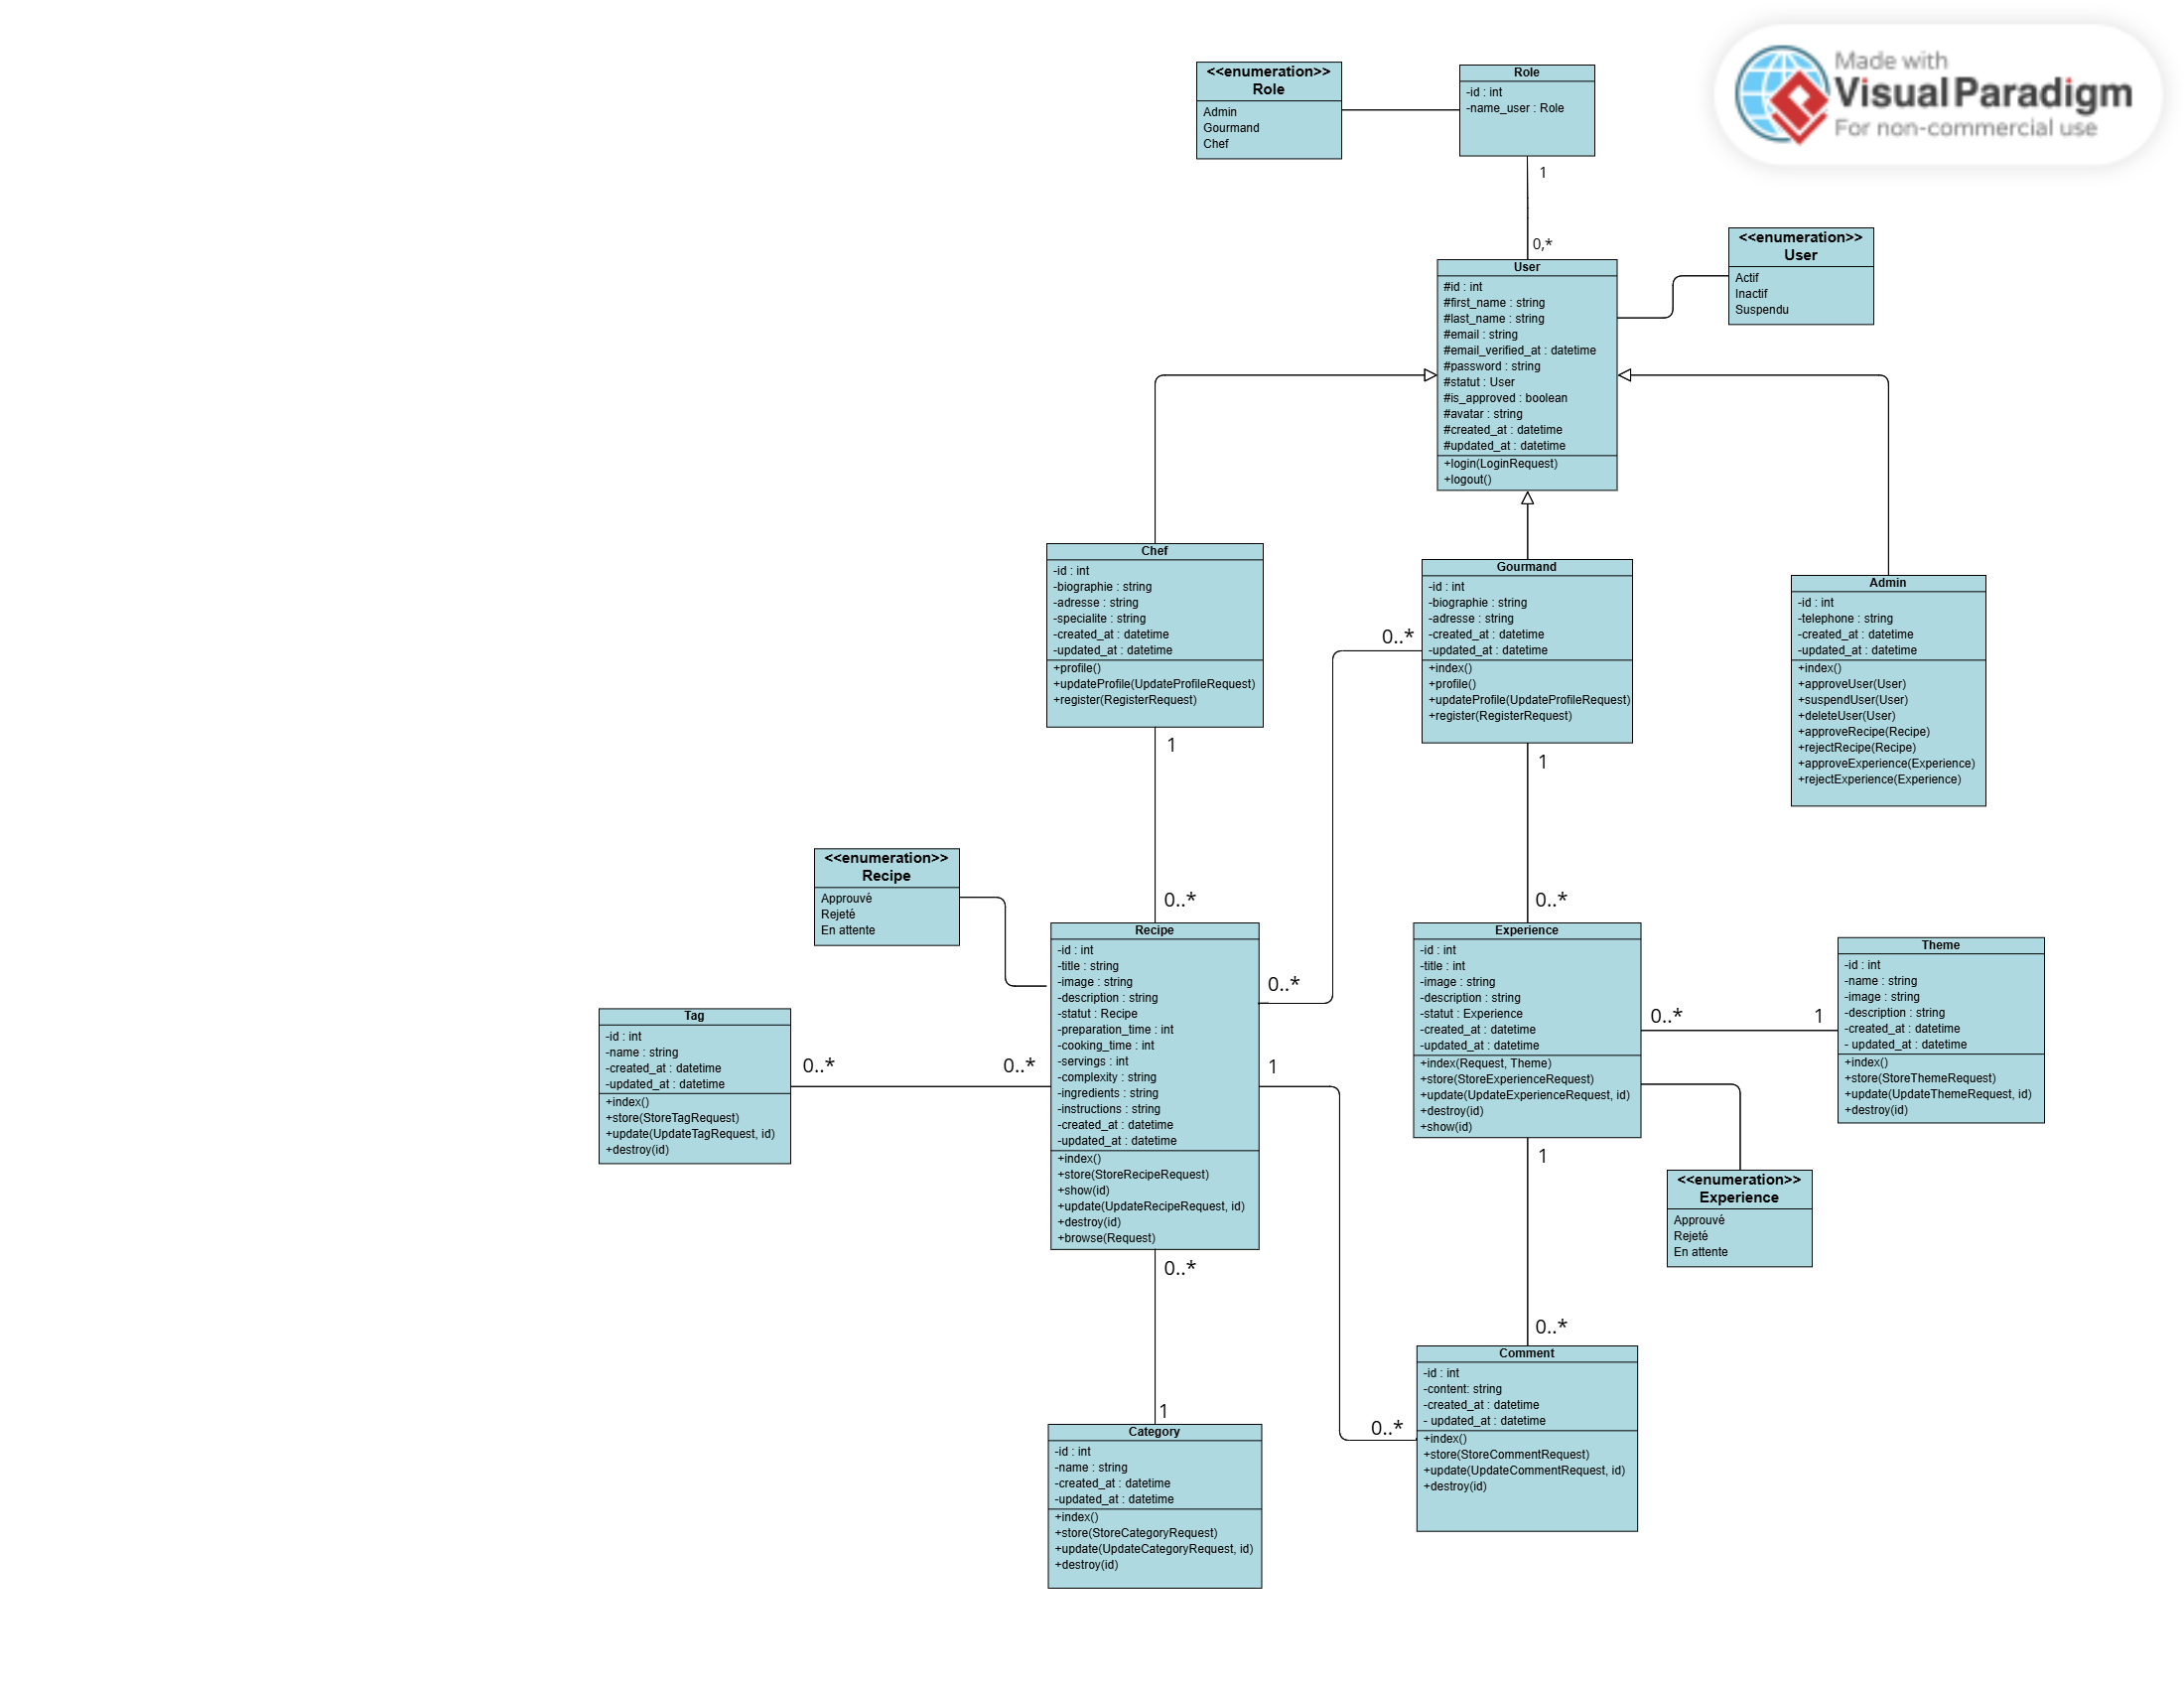 Made with
Visual Paradigm
For non-commercial use
<<enumeration>>
Role
Admin
Gourmand
Chef
Role
-id : int
-name_user : Role
1
0,*
<<enumeration>>
User
Actif
Inactif
Suspendu
User
#id : int
#first_name : string
#last_name : string
#email : string
#email_verified_at : datetime
#password : string
#statut : User
#is_approved : boolean
#avatar : string
#created_at : datetime
#updated_at : datetime
+login(LoginRequest)
+logout()
Chef
-id : int
-biographie : string
-adresse : string
-specialite : string
-created_at : datetime
-updated_at : datetime
+profile()
+updateProfile(UpdateProfileRequest)
+register(RegisterRequest)
1
0..*
Gourmand
-id : int
-biographie : string
-adresse : string
-created_at : datetime
-updated_at : datetime
+index()
+profile()
+updateProfile(UpdateProfileRequest)
+register(RegisterRequest)
0..*
1
0..*
Admin
-id : int
-telephone : string
-created_at : datetime
-updated_at : datetime
+index()
+approveUser(User)
+suspendUser(User)
+deleteUser(User)
+approveRecipe(Recipe)
+rejectRecipe(Recipe)
+approveExperience(Experience)
+rejectExperience(Experience)
<<enumeration>>
Recipe
Approuvé
Rejeté
En attente
Tag
-id : int
-name : string
-created_at : datetime
-updated_at : datetime
+index()
+store(StoreTagRequest)
+update(UpdateTagRequest, id)
+destroy(id)
0..*
0..*
Recipe
-id : int
-title : string
-image : string
-description : string
-statut : Recipe
-preparation_time : int
-cooking_time : int
-servings : int
-complexity : string
-ingredients : string
-instructions : string
-created_at : datetime
-updated_at : datetime
+index()
+store(StoreRecipeRequest)
+show(id)
+update(UpdateRecipeRequest, id)
+destroy(id)
+browse(Request)
0..*
1
0..*
1
Experience
-id : int
-title : int
-image : string
-description : string
-statut : Experience
-created_at : datetime
-updated_at : datetime
+index(Request, Theme)
+store(StoreExperienceRequest)
+update(UpdateExperienceRequest, id)
+destroy(id)
+show(id)
0..*
1
Theme
-id : int
-name : string
-image : string
-description : string
-created_at : datetime
- updated_at : datetime
+index()
+store(StoreThemeRequest)
+update(UpdateThemeRequest, id)
+destroy(id)
<<enumeration>>
Experience
Approuvé
Rejeté
En attente
1
0..*
0..*
Category
-id : int
-name : string
-created_at : datetime
-updated_at : datetime
+index()
+store(StoreCategoryRequest)
+update(UpdateCategoryRequest, id)
+destroy(id)
Comment
-id : int
-content: string
-created_at : datetime
- updated_at : datetime
+index()
+store(StoreCommentRequest)
+update(UpdateCommentRequest, id)
+destroy(id)